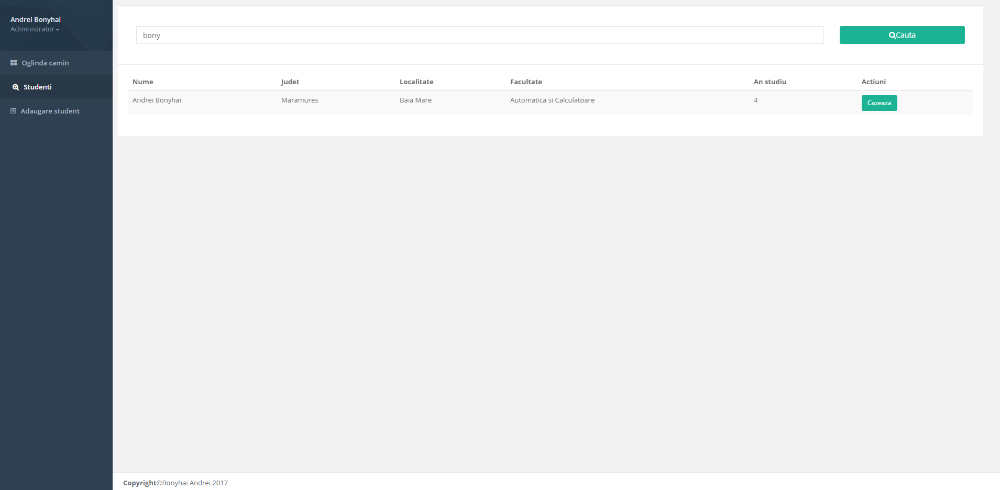 Andrei Bonyhai
Administrator
Oglinda camin
Studenti
Adaugare student
bony
Cauta
Nume Judet Localitate Facultate An studiu Actiuni
Andrei Bonyhai Maramures Baia Mare Automatica si Calculatoare 4 Cazeaza
Copyright©Bonyhai Andrei 2017